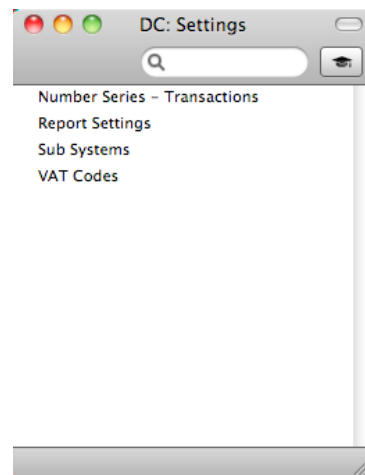 DC: Settings
Number Series – Transactions
Report Settings
Sub Systems
VAT Codes